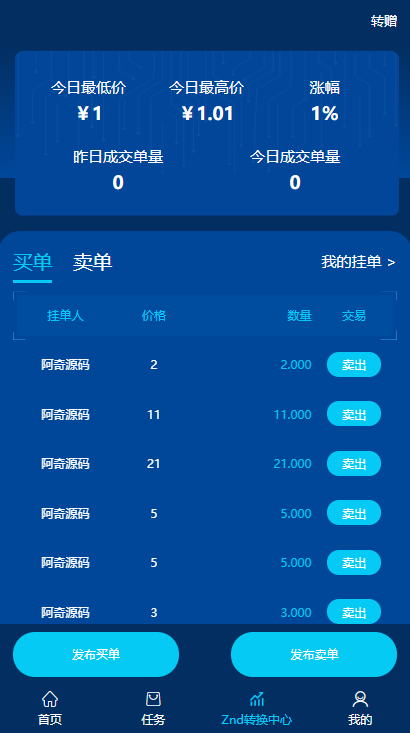 转赠
今日最低价 今日最高价 涨幅
￥1 ￥1.01 1%
昨日成交单量 今日成交单量
0 0
买单 卖单 我的挂单 >
挂单人 价格 数量 交易
阿奇源码 2 2.000 卖出
阿奇源码 11 11.000 卖出
阿奇源码 21 21.000 卖出
阿奇源码 5 5.000 卖出
阿奇源码 5 5.000 卖出
阿奇源码 3 3.000 卖出
发布买单 发布卖单
首页 任务 Znd转换中心 我的